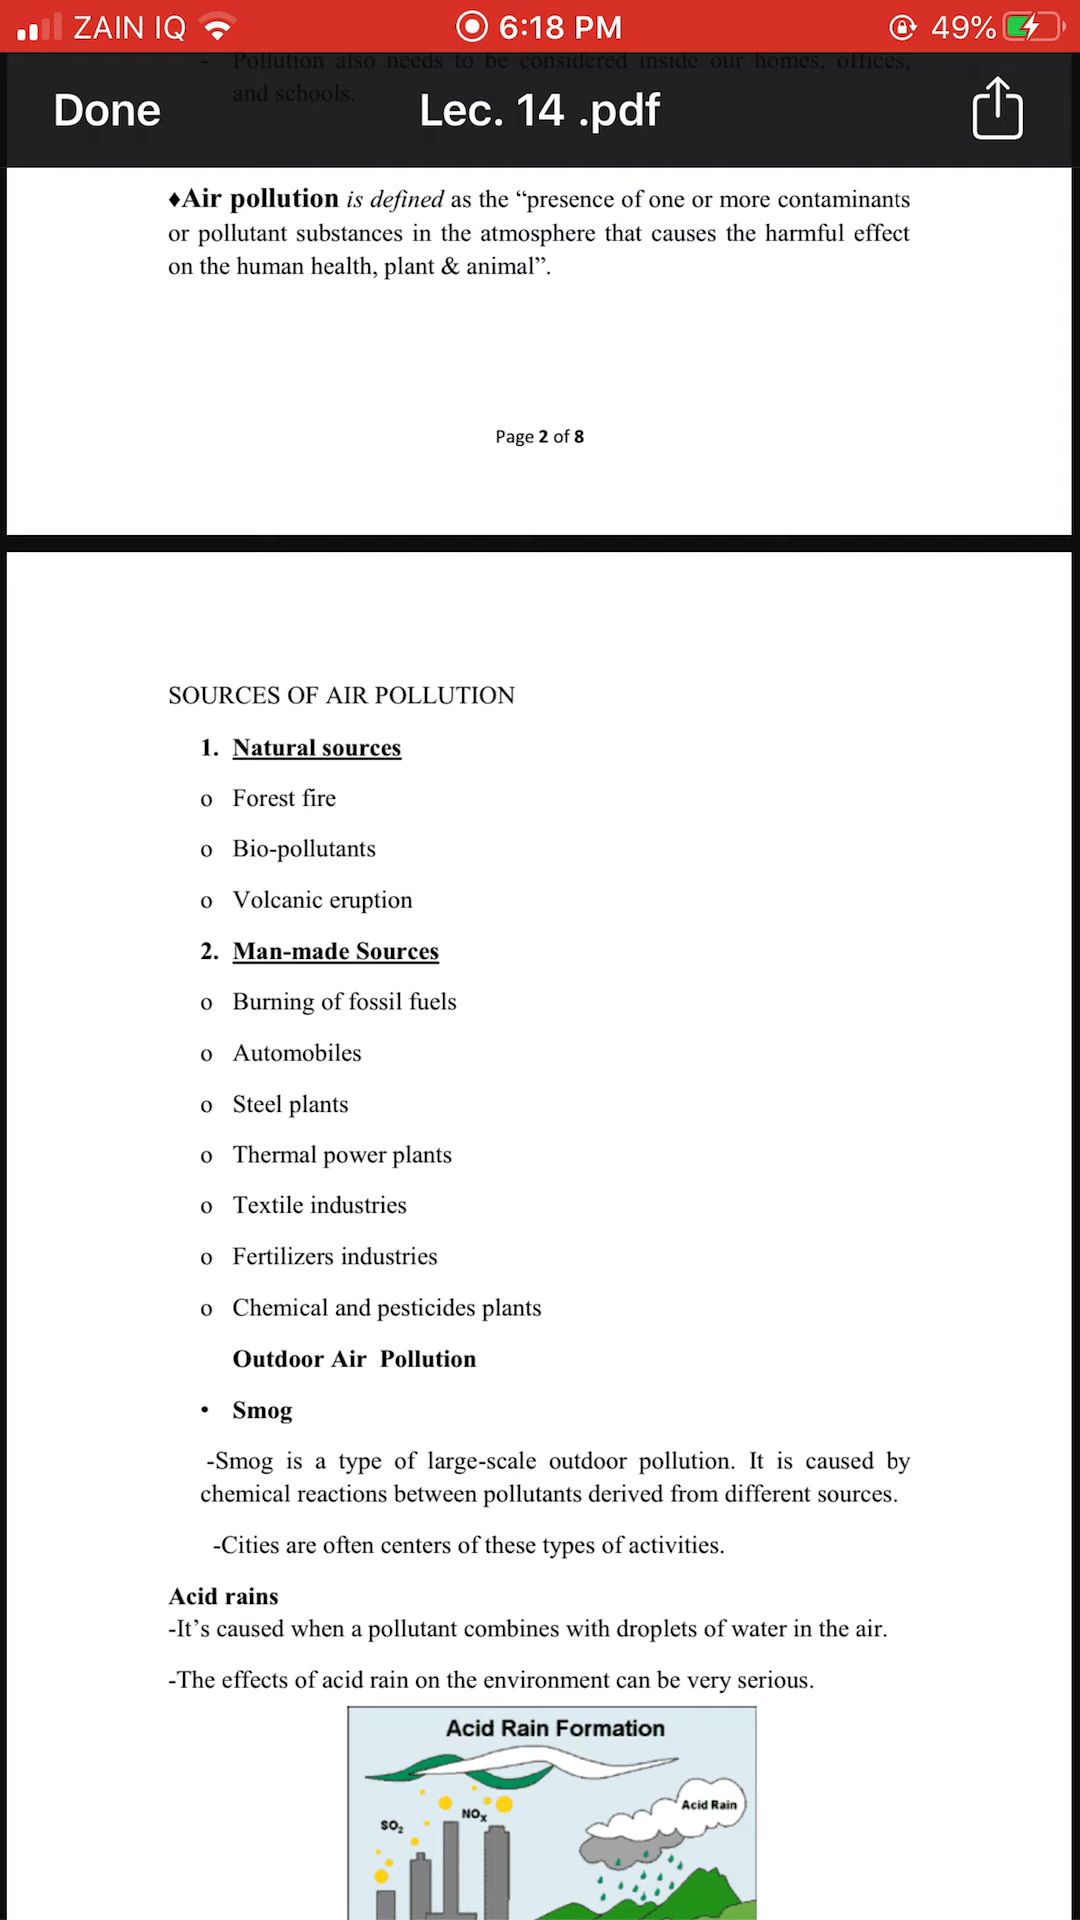 ZAIN IQ 6:18 PM 49%
- Pollution also needs to be considered inside our homes, offices,
and schools.
Done Lec. 14 .pdf
♦Air pollution is defined as the “presence of one or more contaminants
or pollutant substances in the atmosphere that causes the harmful effect
on the human health, plant & animal”.
Page 2 of 8
SOURCES OF AIR POLLUTION
1. Natural sources
o Forest fire
o Bio-pollutants
o Volcanic eruption
2. Man-made Sources
o Burning of fossil fuels
o Automobiles
o Steel plants
o Thermal power plants
o Textile industries
o Fertilizers industries
o Chemical and pesticides plants
Outdoor Air Pollution
• Smog
-Smog is a type of large-scale outdoor pollution. It is caused by
chemical reactions between pollutants derived from different sources.
-Cities are often centers of these types of activities.
Acid rains
-It’s caused when a pollutant combines with droplets of water in the air.
-The effects of acid rain on the environment can be very serious.
Acid Rain Formation
Acid Rain
NOx
SO₂